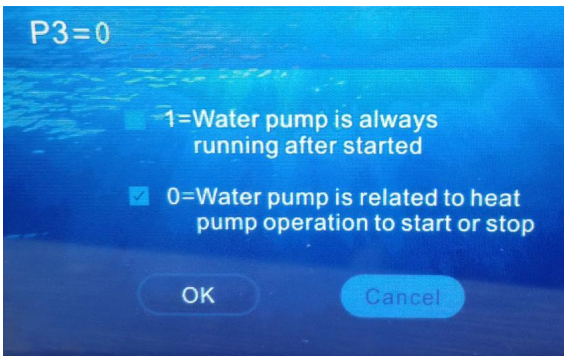 P3=0
1=Water pump is always
running after started
0=Water pump is related to heat
pump operation to start or stop
OK
Cancel